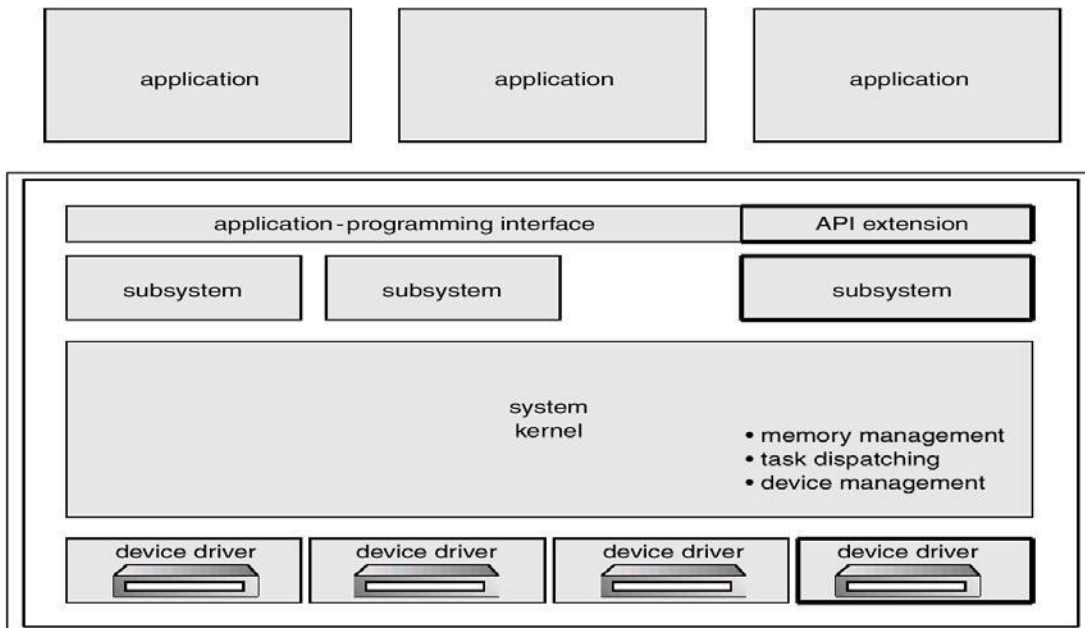 application application application
application-programming interface API extension
subsystem subsystem subsystem
system
kernel
• memory management
• task dispatching
• device management
device driver device driver device driver device driver